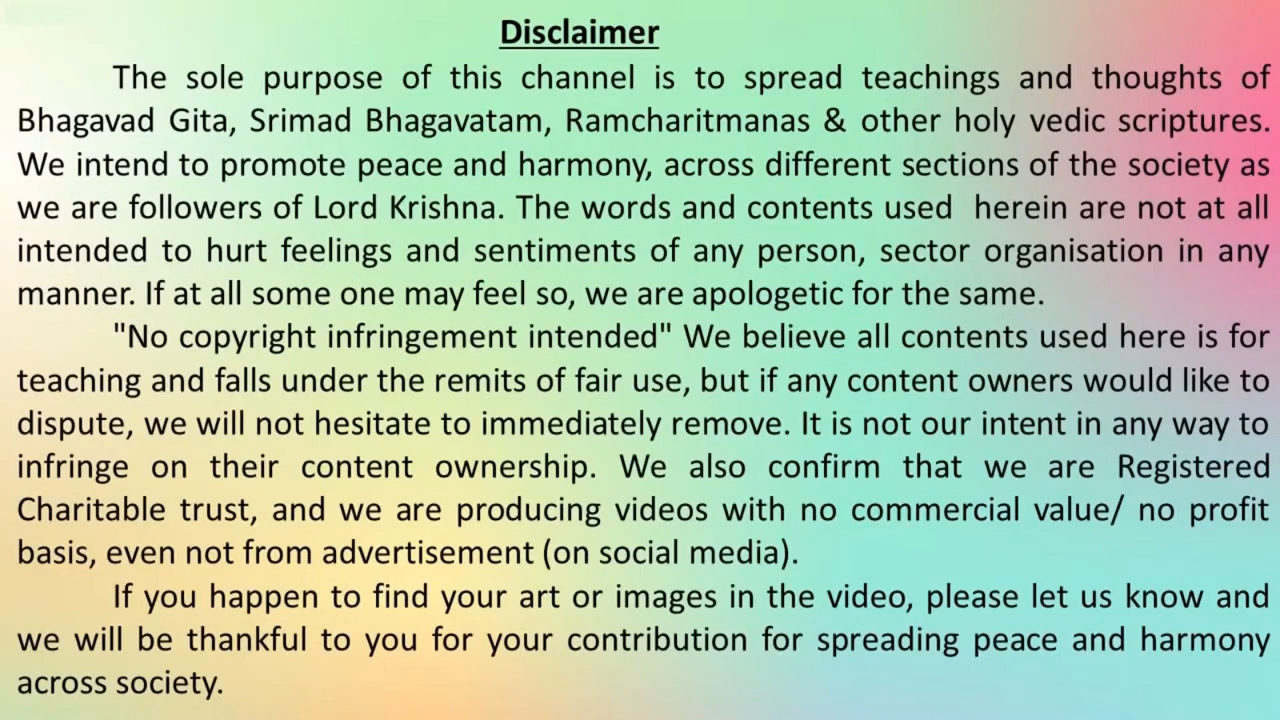 Disclaimer
The sole purpose of this channel is to spread teachings and thoughts of
Bhagavad Gita, Srimad Bhagavatam, Ramcharitmanas & other holy vedic scriptures.
We intend to promote peace and harmony, across different sections of the society as
we are followers of Lord Krishna. The words and contents used herein are not at all
intended to hurt feelings and sentiments of any person, sector organisation in any
manner. If at all some one may feel so, we are apologetic for the same.
"No copyright infringement intended" We believe all contents used here is for
teaching and falls under the remits of fair use, but if any content owners would like to
dispute, we will not hesitate to immediately remove. It is not our intent in any way to
infringe on their content ownership. We also confirm that we are Registered
Charitable trust, and we are producing videos with no commercial value/ no profit
basis, even not from advertisement (on social media).
If you happen to find your art or images in the video, please let us know and
we will be thankful to you for your contribution for spreading peace and harmony
across society.